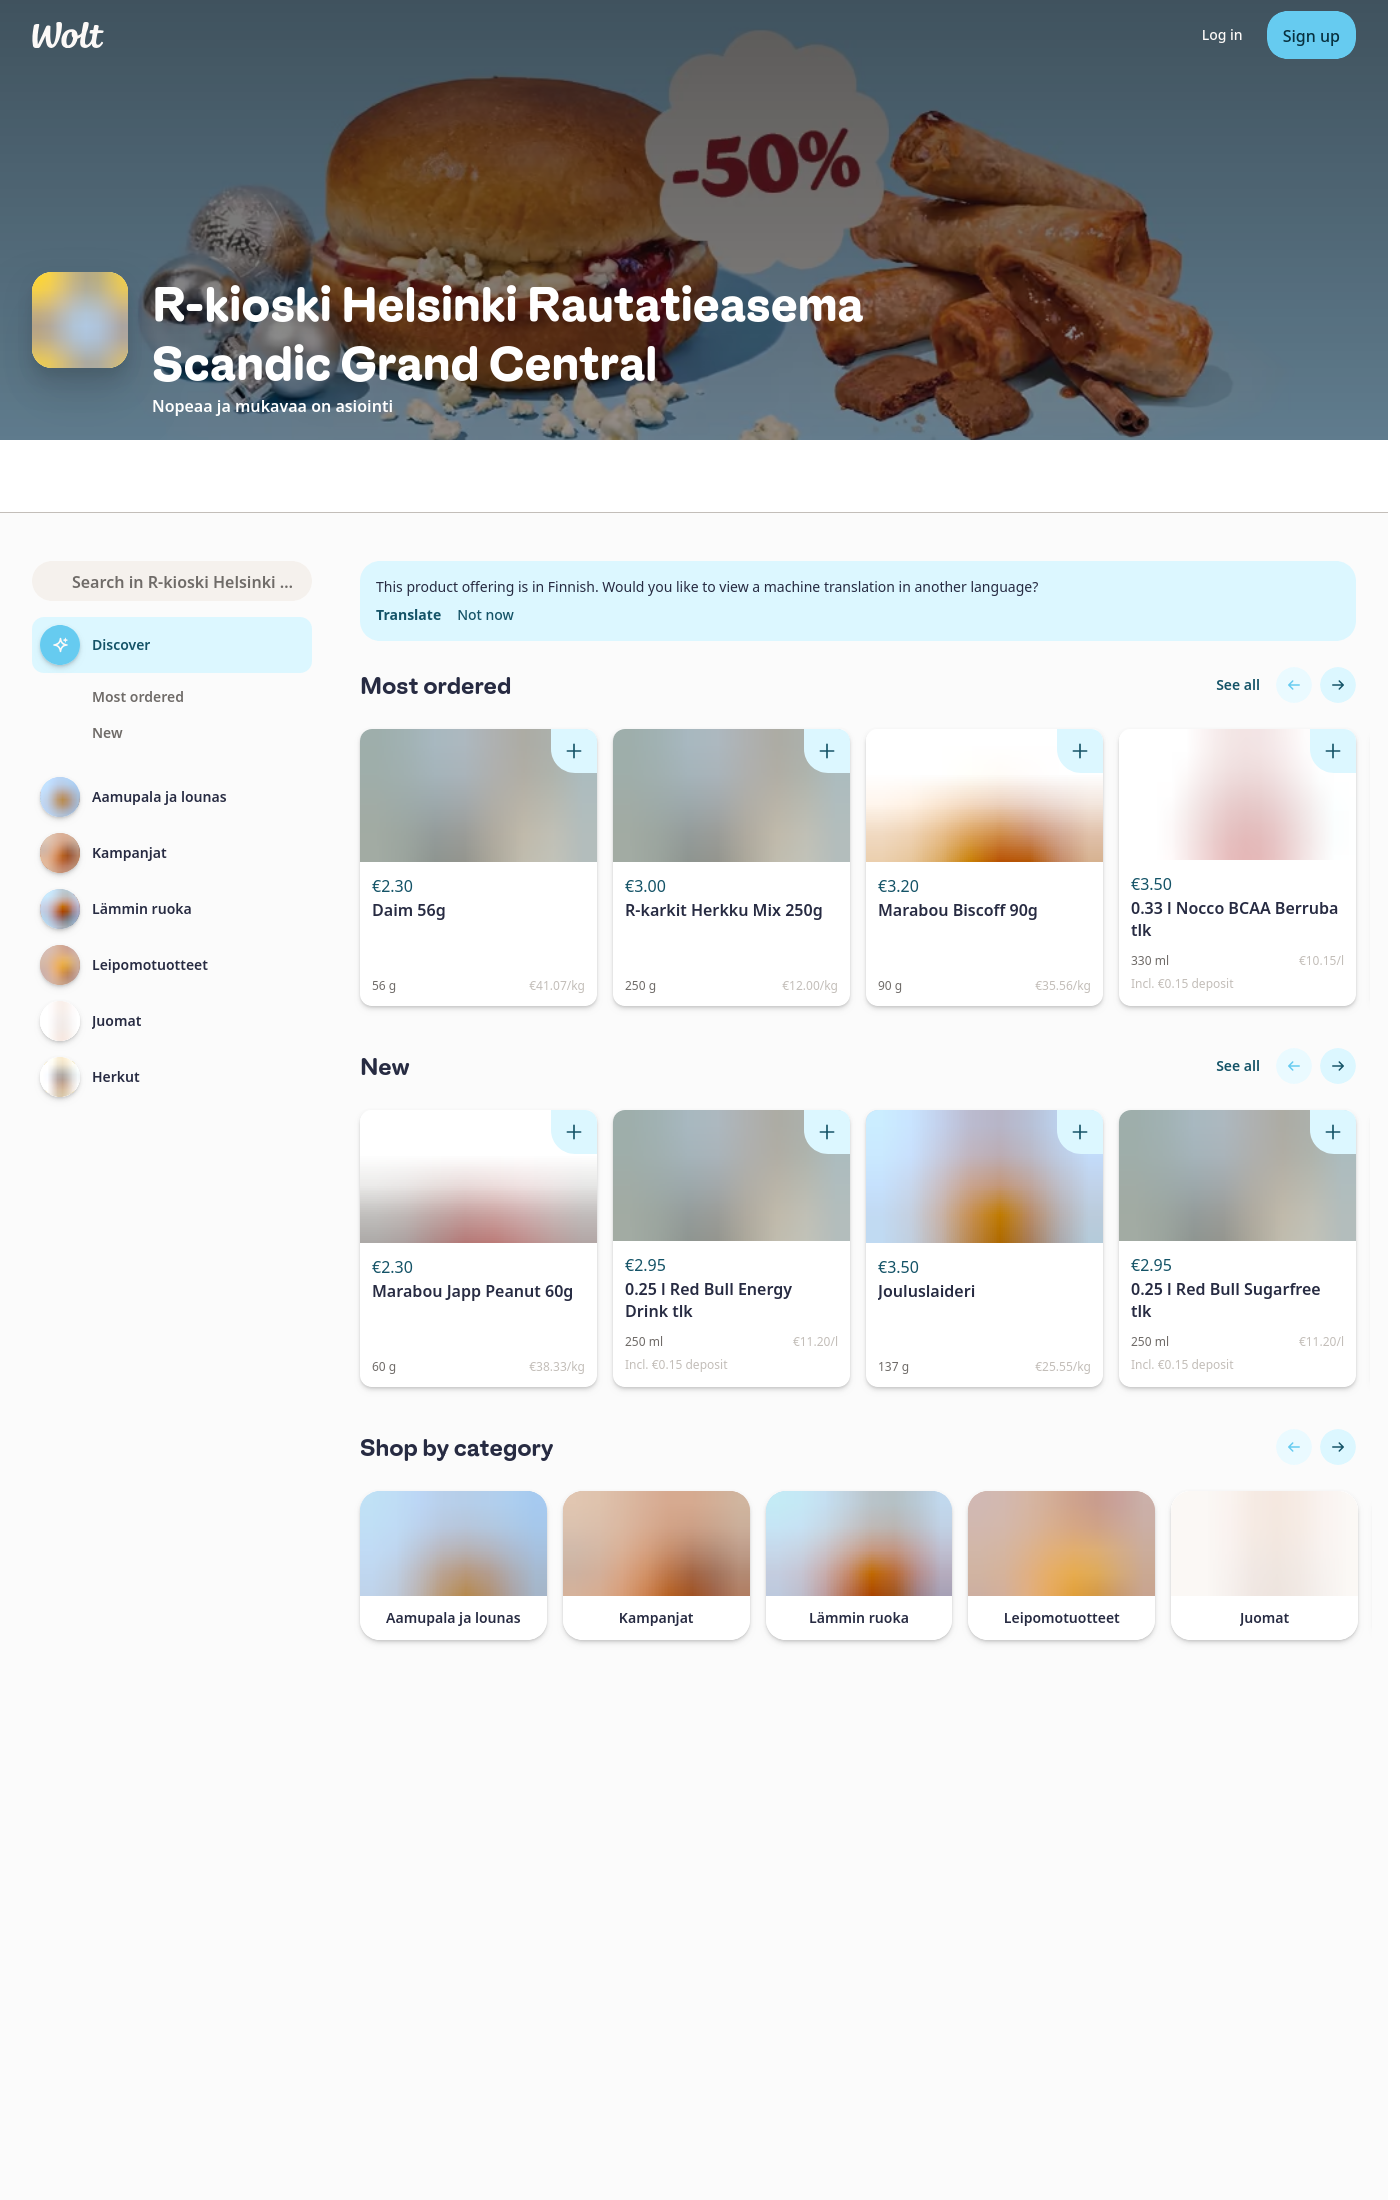 Wolt
Log in
Sign up
-50%
R-kioski Helsinki Rautatieasema
Scandic Grand Central
Nopeaa ja mukavaa on asiointi
Search in R-kioski Helsinki ...
Discover
Most ordered
New
Aamupala ja lounas
Kampanjat
Lämmin ruoka
Leipomotuotteet
Juomat
Herkut
This product offering is in Finnish. Would you like to view a machine translation in another language?
Translate
Not now
Most ordered
See all
€2.30
Daim 56g
56 g
€41.07/kg
€3.00
R-karkit Herkku Mix 250g
250 g
€12.00/kg
€3.20
Marabou Biscoff 90g
90 g
€35.56/kg
€3.50
0.33 l Nocco BCAA Berruba
tlk
330 ml
€10.15/l
Incl. €0.15 deposit
New
See all
€2.30
Marabou Japp Peanut 60g
60 g
€38.33/kg
€2.95
0.25 l Red Bull Energy
Drink tlk
250 ml
€11.20/l
Incl. €0.15 deposit
€3.50
Jouluslaideri
137 g
€25.55/kg
€2.95
0.25 l Red Bull Sugarfree
tlk
250 ml
€11.20/l
Incl. €0.15 deposit
Shop by category
Aamupala ja lounas
Kampanjat
Lämmin ruoka
Leipomotuotteet
Juomat